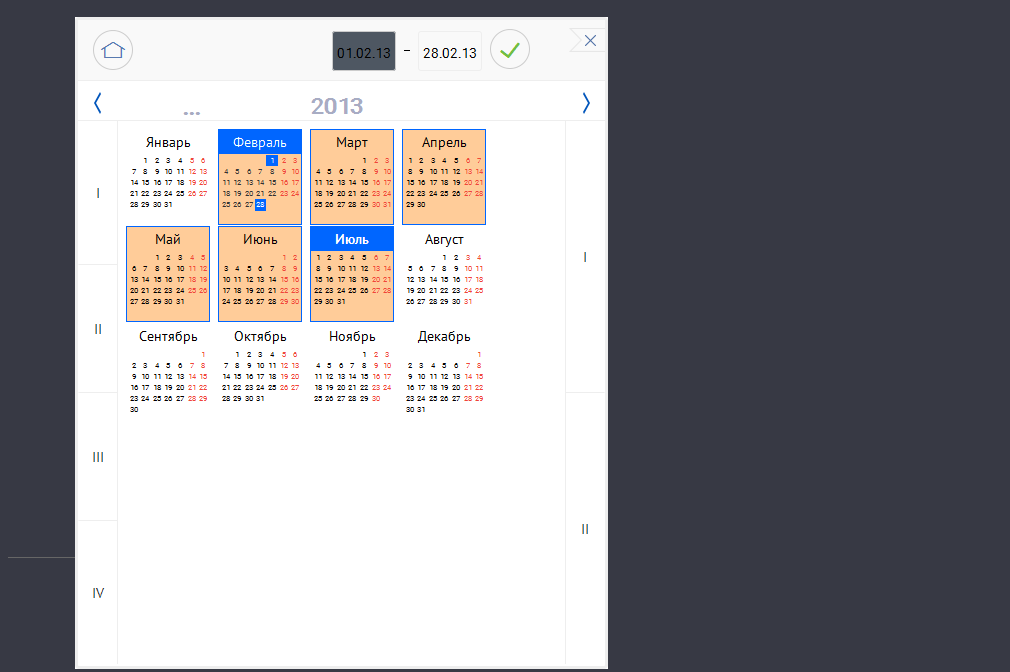 01.02.13 - 28.02.13
... 2013
Январь Февраль Март Апрель
1 2 3 4 5 6 1 2 3 1 2 3 1 2 3 4 5 6 7
7 8 9 10 11 12 13 4 5 6 7 8 9 10 4 5 6 7 8 9 10 8 9 10 11 12 13 14
14 15 16 17 18 19 20 11 12 13 14 15 16 17 11 12 13 14 15 16 17 15 16 17 18 19 20 21
I 21 22 23 24 25 26 27 18 19 20 21 22 23 24 18 19 20 21 22 23 24 22 23 24 25 26 27 28
28 29 30 31 25 26 27 28 25 26 27 28 29 30 31 29 30
Май Июнь Июль Август
1 2 3 4 5 1 2 1 2 3 4 5 6 7 1 2 3 4 I
6 7 8 9 10 11 12 3 4 5 6 7 8 9 8 9 10 11 12 13 14 5 6 7 8 9 10 11
13 14 15 16 17 18 19 10 11 12 13 14 15 16 15 16 17 18 19 20 21 12 13 14 15 16 17 18
20 21 22 23 24 25 26 17 18 19 20 21 22 23 22 23 24 25 26 27 28 19 20 21 22 23 24 25
27 28 29 30 31 24 25 26 27 28 29 30 29 30 31 26 27 28 29 30 31
II
Сентябрь Октябрь Ноябрь Декабрь
1 1 2 3 4 5 6 1 2 3 1
2 3 4 5 6 7 8 7 8 9 10 11 12 13 4 5 6 7 8 9 10 2 3 4 5 6 7 8
9 10 11 12 13 14 15 14 15 16 17 18 19 20 11 12 13 14 15 16 17 9 10 11 12 13 14 15
16 17 18 19 20 21 22 21 22 23 24 25 26 27 18 19 20 21 22 23 24 16 17 18 19 20 21 22
23 24 25 26 27 28 29 28 29 30 31 25 26 27 28 29 30 23 24 25 26 27 28 29
30 30 31
III
II
IV